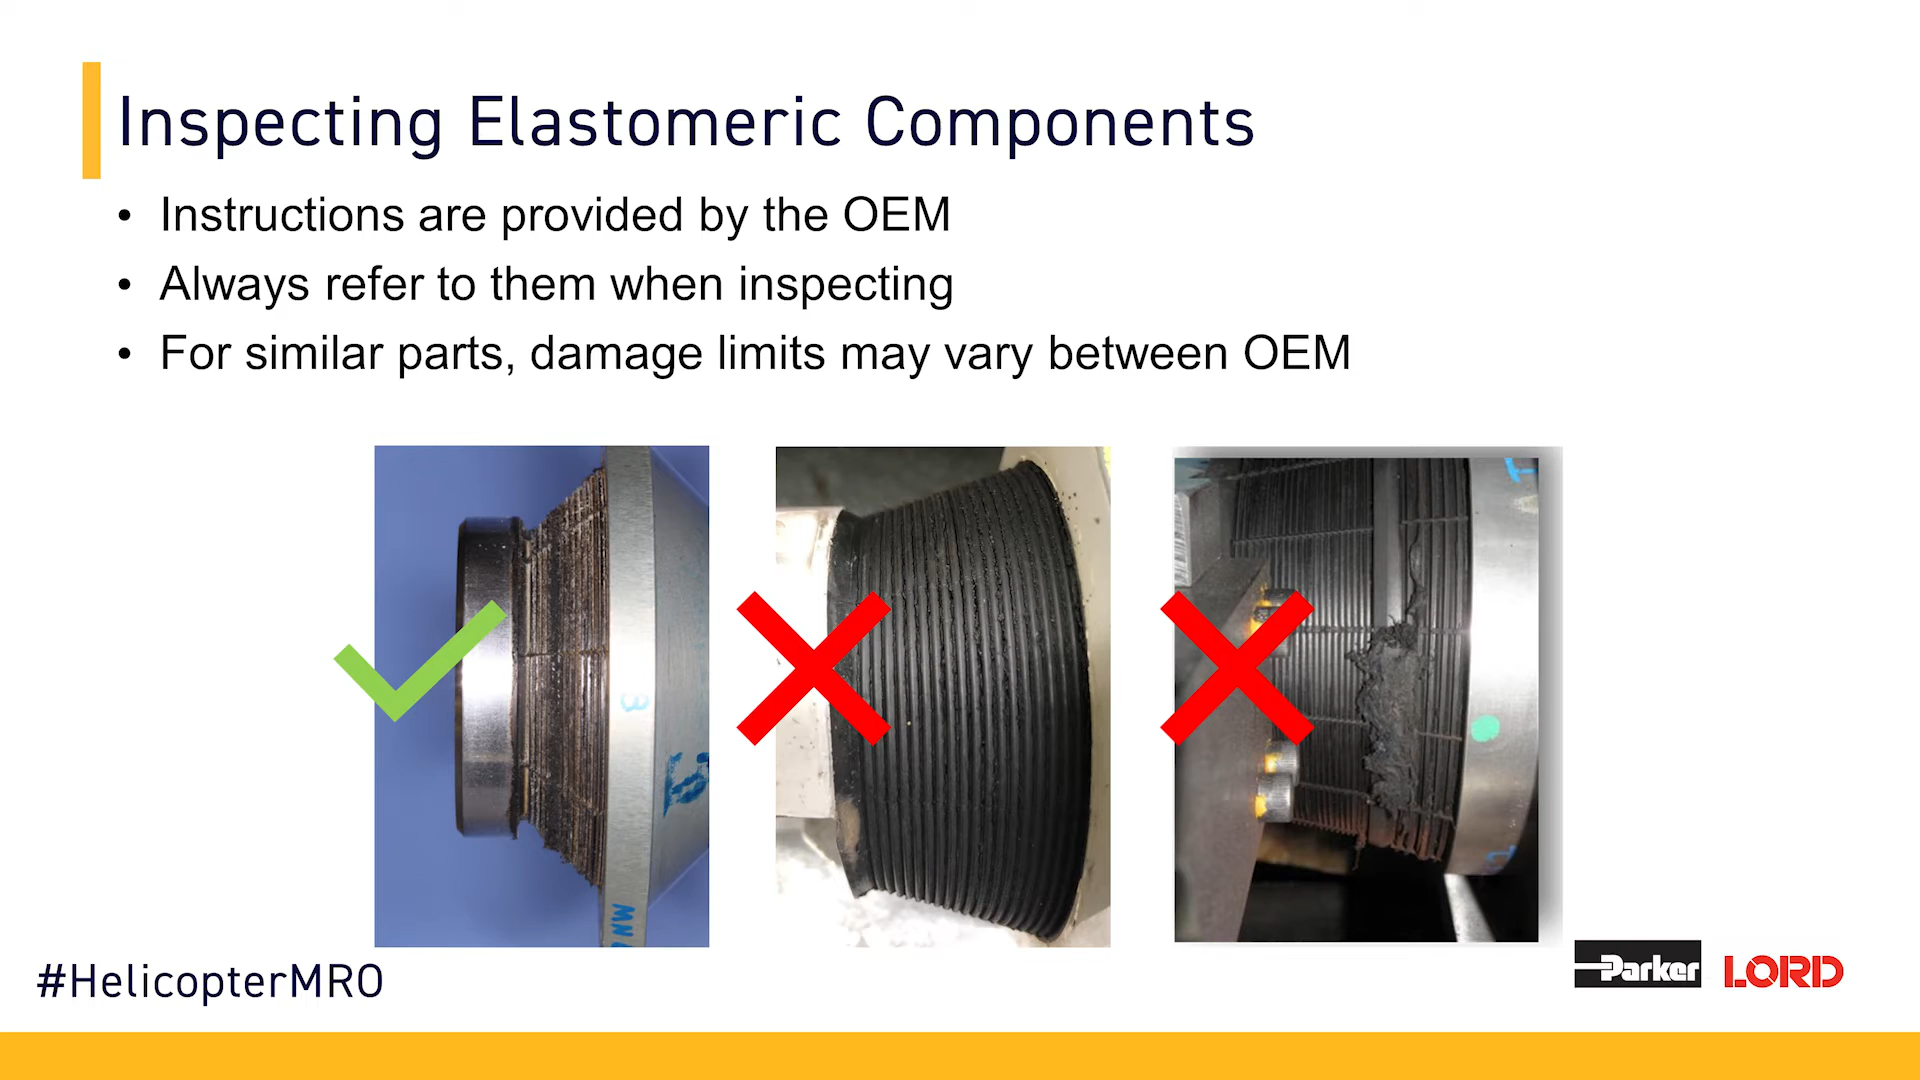 Inspecting Elastomeric Components
• Instructions are provided by the OEM
• Always refer to them when inspecting
• For similar parts, damage limits may vary between OEM
B
MN
#HelicopterMRO
Parker LORD